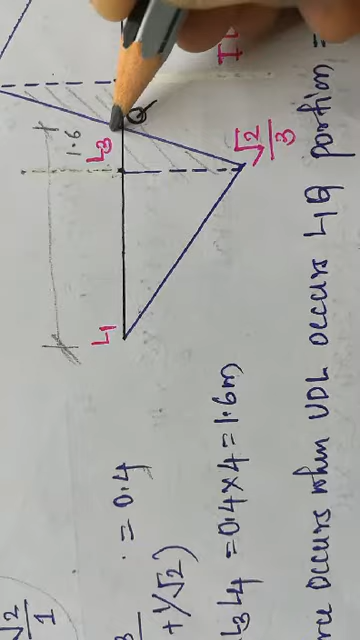 √2/1
1.6
L1 L3 Q
= 0.4
+ 1/√2)
√2/3
L3L4 = 0.4×4 = 1.6m
occurs when UDL occurs L1Q portion =